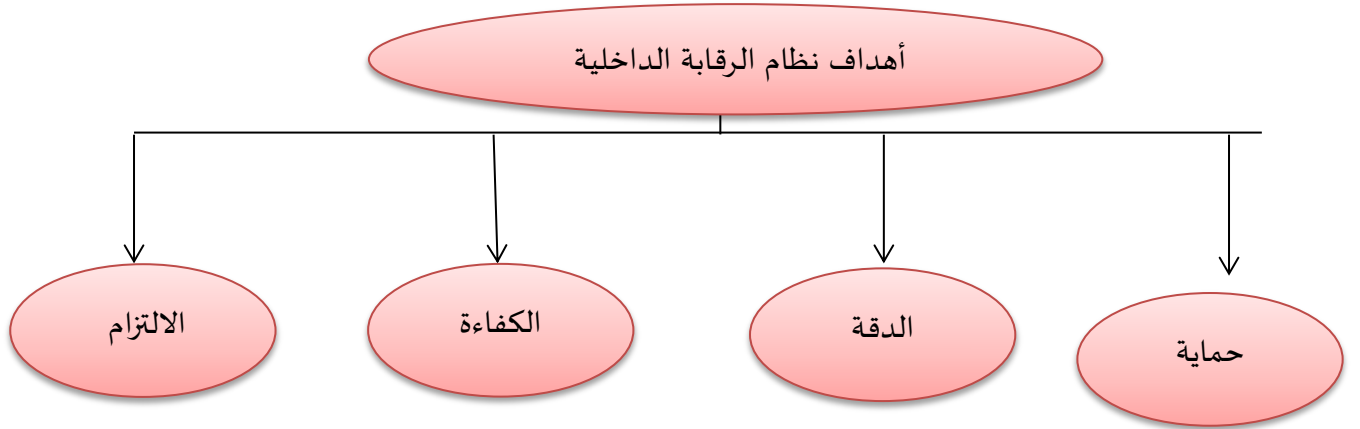 أهداف نظام الرقابة الداخلية
حماية
الدقة
الكفاءة
الالتزام